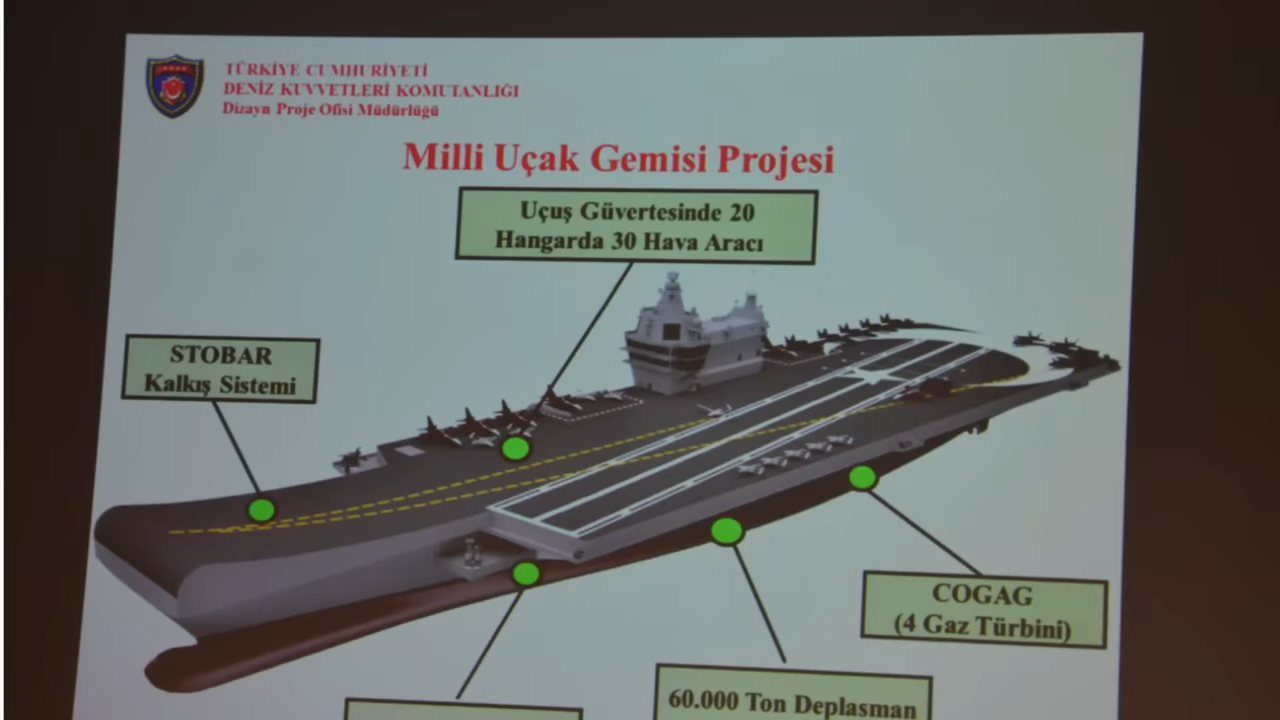 TÜRKİYE CUMHURİYETİ
DENİZ KUVVETLERİ KOMUTANLIĞI
Dizayn Proje Ofisi Müdürlüğü
Milli Uçak Gemisi Projesi
Uçuş Güvertesinde 20
Hangarda 30 Hava Aracı
STOBAR
Kalkış Sistemi
COGAG
(4 Gaz Türbini)
60.000 Ton Deplasman